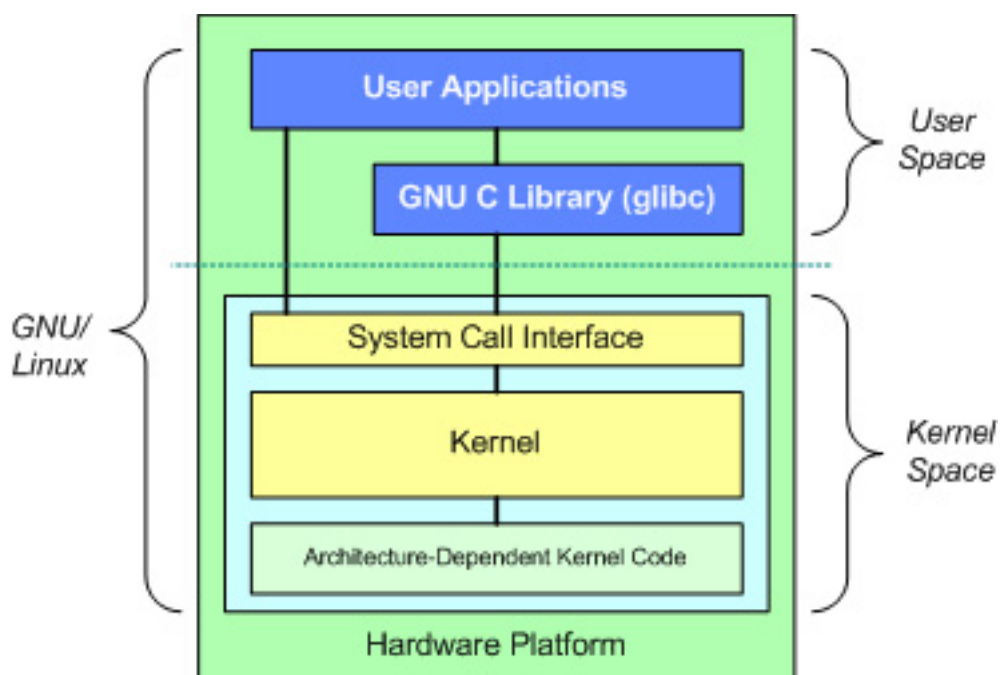 User Applications
User
Space
GNU C Library (glibc)
GNU/
Linux
System Call Interface
Kernel
Kernel
Space
Architecture-Dependent Kernel Code
Hardware Platform